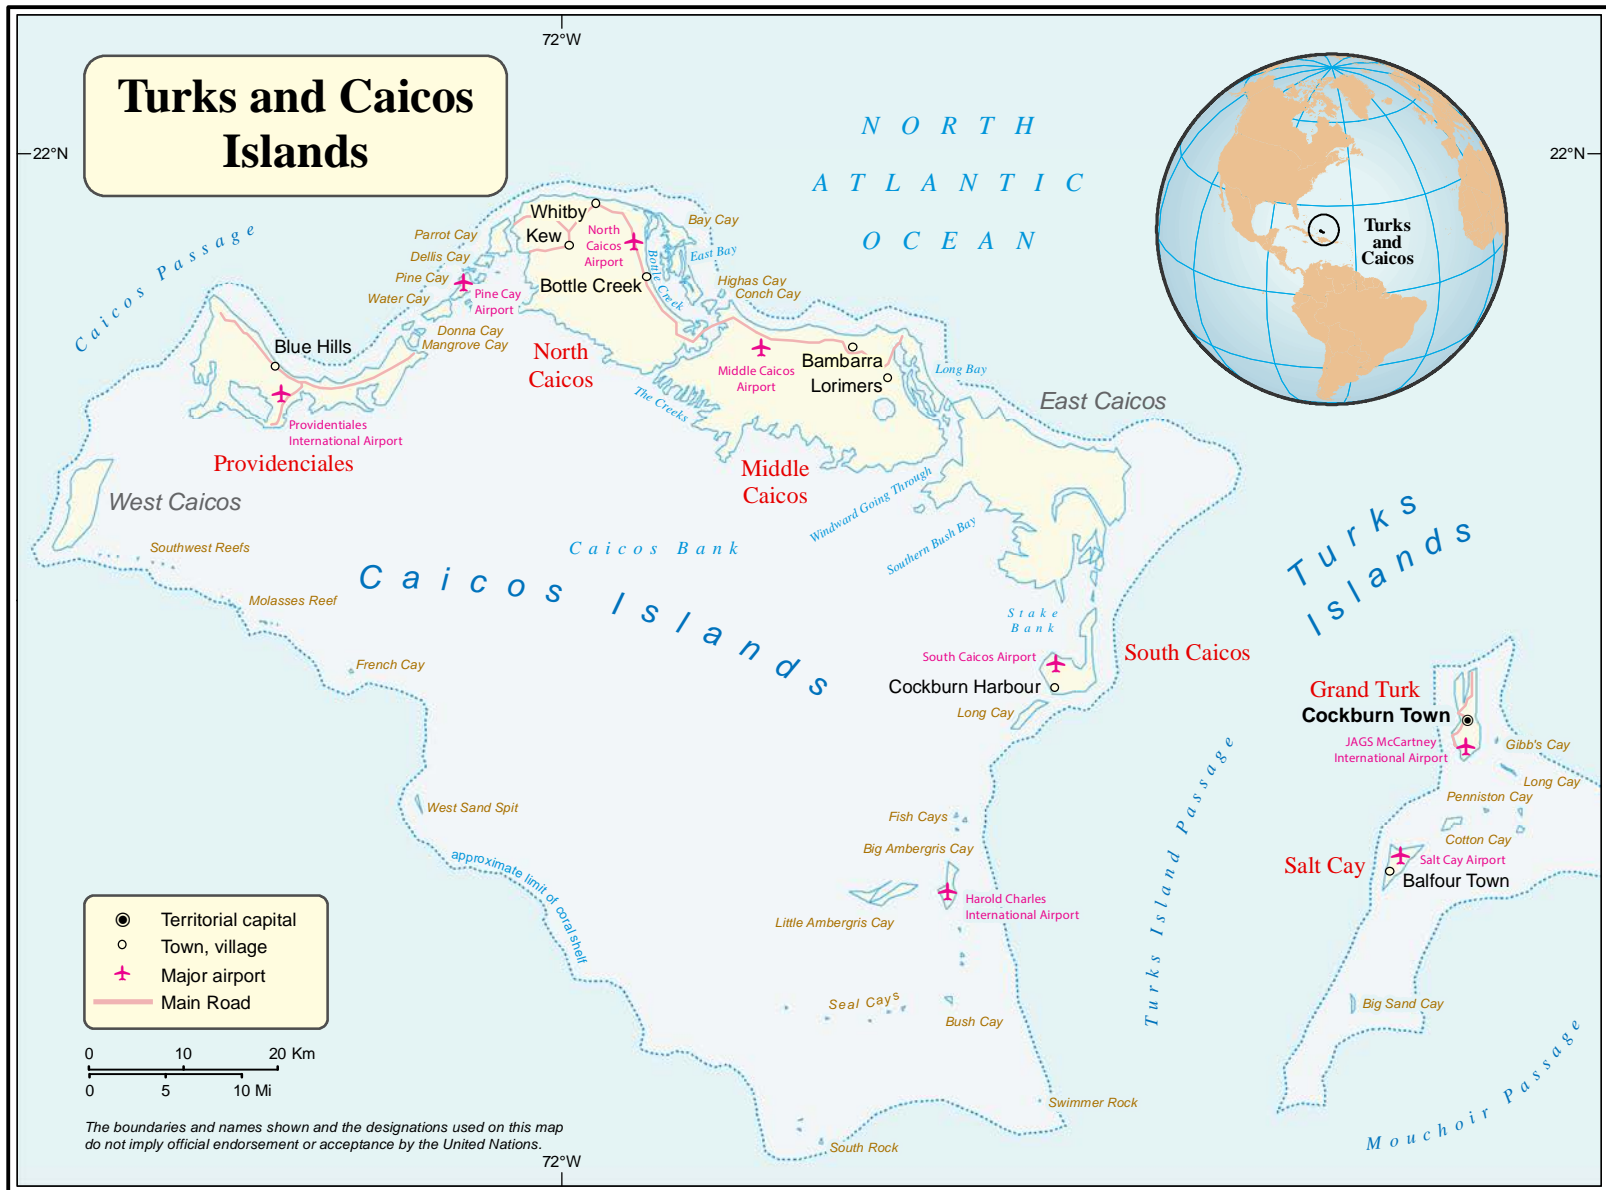 72°W
Turks and Caicos
Islands
22°N
22°N
NORTH
ATLANTIC
OCEAN
Turks
and
Caicos
Caicos Passage
Parrot Cay
Dellis Cay
Pine Cay
Water Cay
Pine Cay
Airport
Donna Cay
Mangrove Cay
Whitby
Kew
North
Caicos
Airport
Bottle Creek
Bottle Creek
Bay Cay
East Bay
Highas Cay
Conch Cay
North
Caicos
Blue Hills
Providentiales
International Airport
Providenciales
West Caicos
The Creeks
Middle Caicos
Airport
Bambarra
Lorimers
Long Bay
Middle
Caicos
East Caicos
Windward Going Through
Southern Bush Bay
Southwest Reefs
Caicos Bank
Caicos Islands
Turks
Islands
Molasses Reef
French Cay
Stake
Bank
South Caicos Airport
South Caicos
Cockburn Harbour
Long Cay
Grand Turk
Cockburn Town
JAGS McCartney
International Airport
Gibb's Cay
Long Cay
Penniston Cay
Cotton Cay
Salt Cay
Salt Cay Airport
Balfour Town
Turks Island Passage
West Sand Spit
approximate limit of coral shelf
Fish Cays
Big Ambergris Cay
Little Ambergris Cay
Harold Charles
International Airport
Seal Cays
Bush Cay
Big Sand Cay
Swimmer Rock
South Rock
Mouchoir Passage
Territorial capital
Town, village
Major airport
Main Road
0 10 20 Km
0 5 10 Mi
The boundaries and names shown and the designations used on this map
do not imply official endorsement or acceptance by the United Nations.
72°W